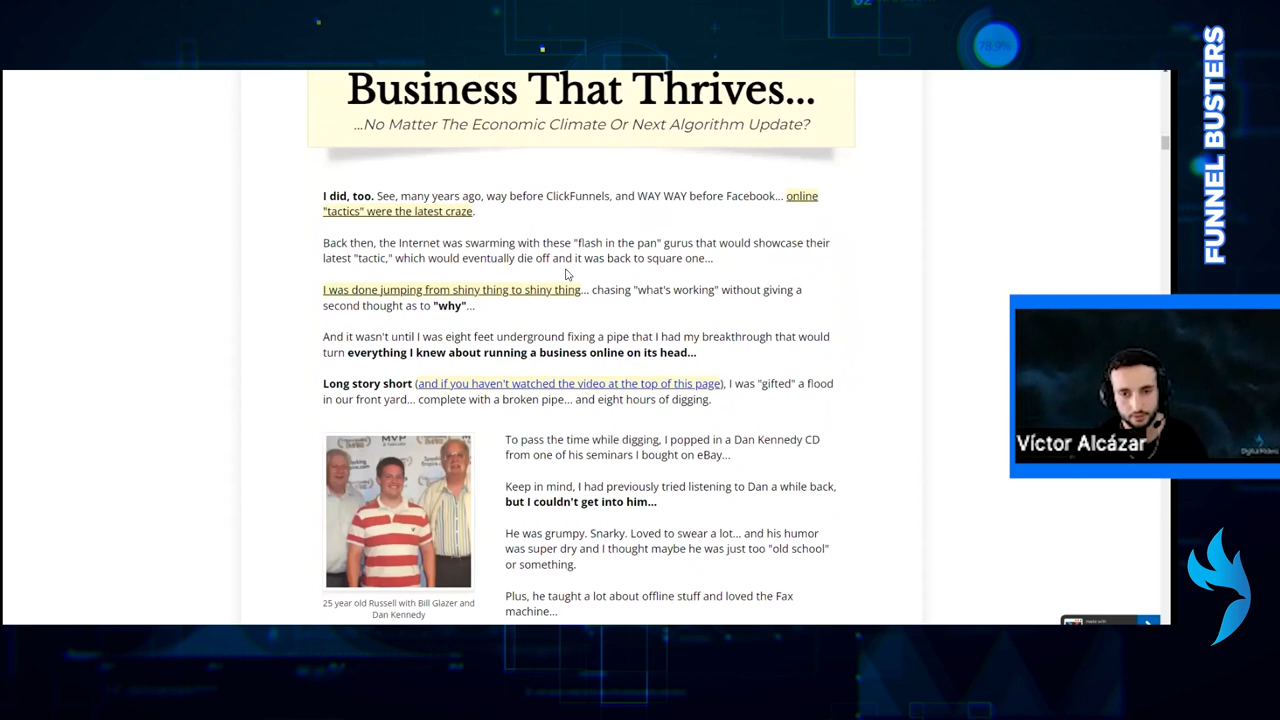 78,9%
FUNNEL BUSTERS
Business That Thrives...
...No Matter The Economic Climate Or Next Algorithm Update?
I did, too. See, many years ago, way before ClickFunnels, and WAY WAY before Facebook... online
"tactics" were the latest craze.
Back then, the Internet was swarming with these "flash in the pan" gurus that would showcase their
latest "tactic," which would eventually die off and it was back to square one...
I was done jumping from shiny thing to shiny thing... chasing "what's working" without giving a
second thought as to "why"...
And it wasn't until I was eight feet underground fixing a pipe that I had my breakthrough that would
turn everything I knew about running a business online on its head...
Long story short (and if you haven't watched the video at the top of this page), I was "gifted" a flood
in our front yard... complete with a broken pipe... and eight hours of digging.
MVP
25 year old Russell with Bill Glazer and
Dan Kennedy
To pass the time while digging, I popped in a Dan Kennedy CD
from one of his seminars I bought on eBay...
Keep in mind, I had previously tried listening to Dan a while back,
but I couldn't get into him...
He was grumpy. Snarky. Loved to swear a lot... and his humor
was super dry and I thought maybe he was just too "old school"
or something.
Plus, he taught a lot about offline stuff and loved the Fax
machine...
made with
Víctor Alcázar